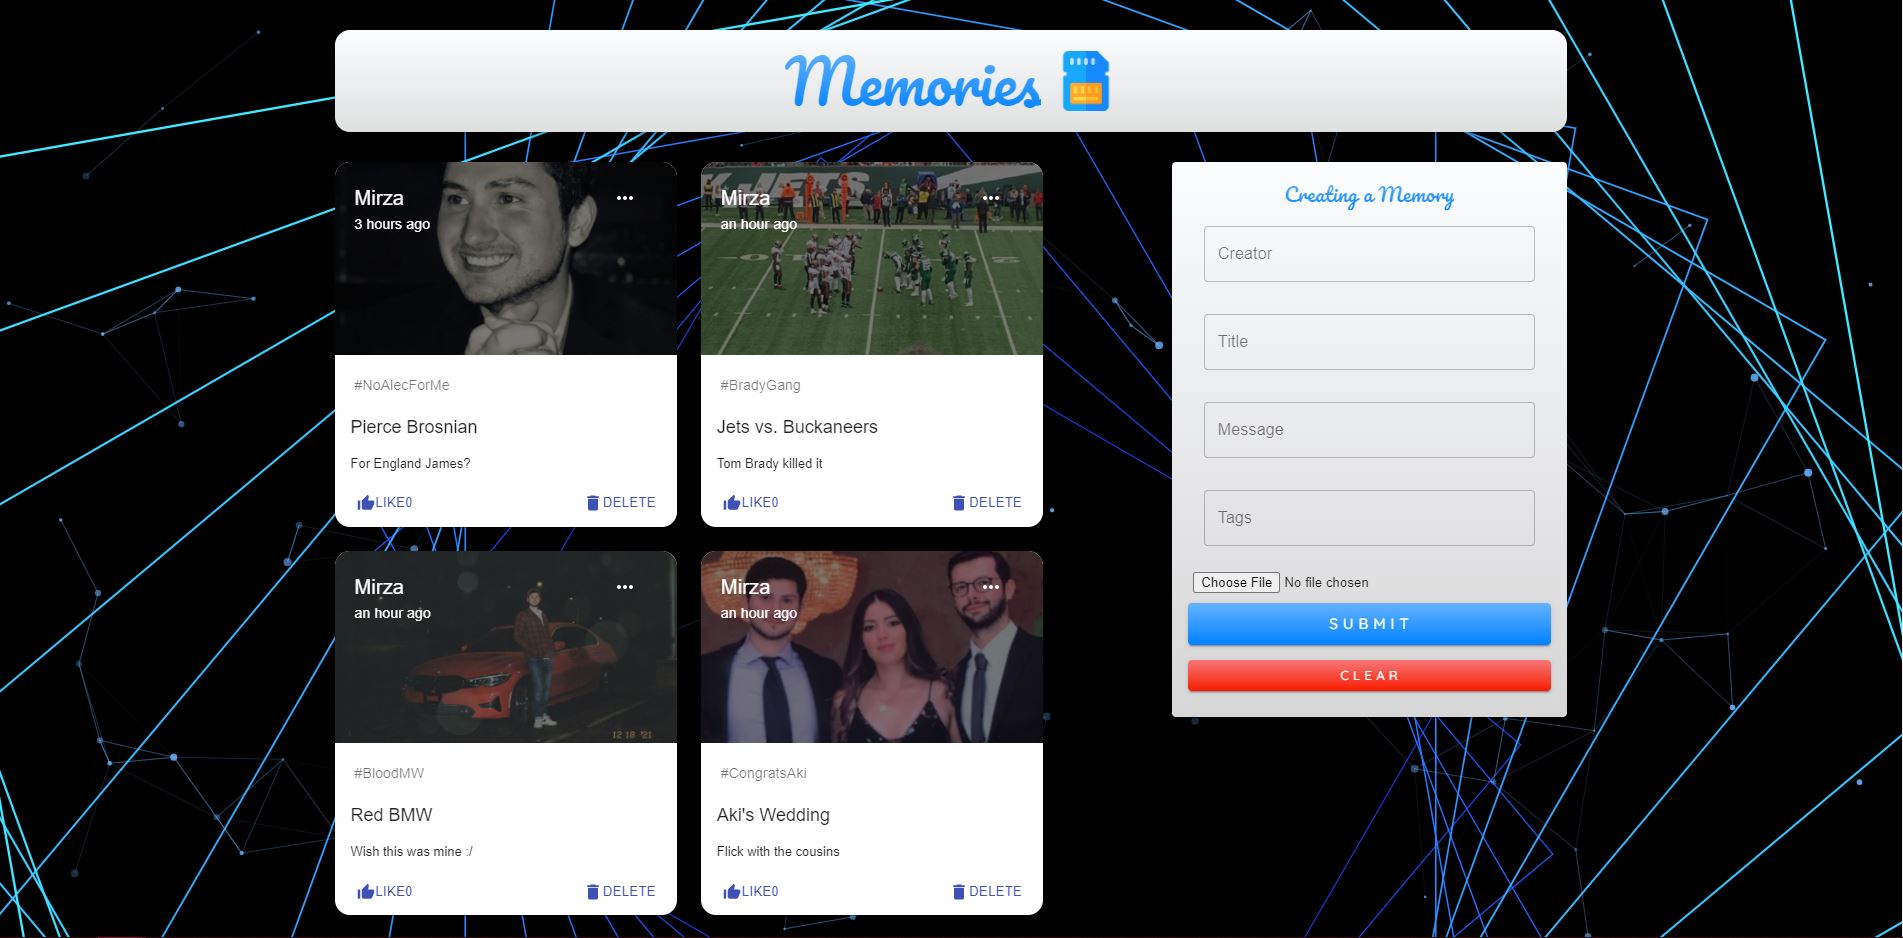 Memories
Mirza
3 hours ago
#NoAlecForMe
Pierce Brosnian
For England James?
LIKE0
DELETE
JETS
Mirza
an hour ago
#BradyGang
Jets vs. Buckaneers
Tom Brady killed it
LIKE0
DELETE
Mirza
an hour ago
12 18 '21
#BloodMW
Red BMW
Wish this was mine :/
LIKE0
DELETE
Mirza
an hour ago
#CongratsAki
Aki's Wedding
Flick with the cousins
LIKE0
DELETE
Creating a Memory
Creator
Title
Message
Tags
Choose File No file chosen
SUBMIT
CLEAR